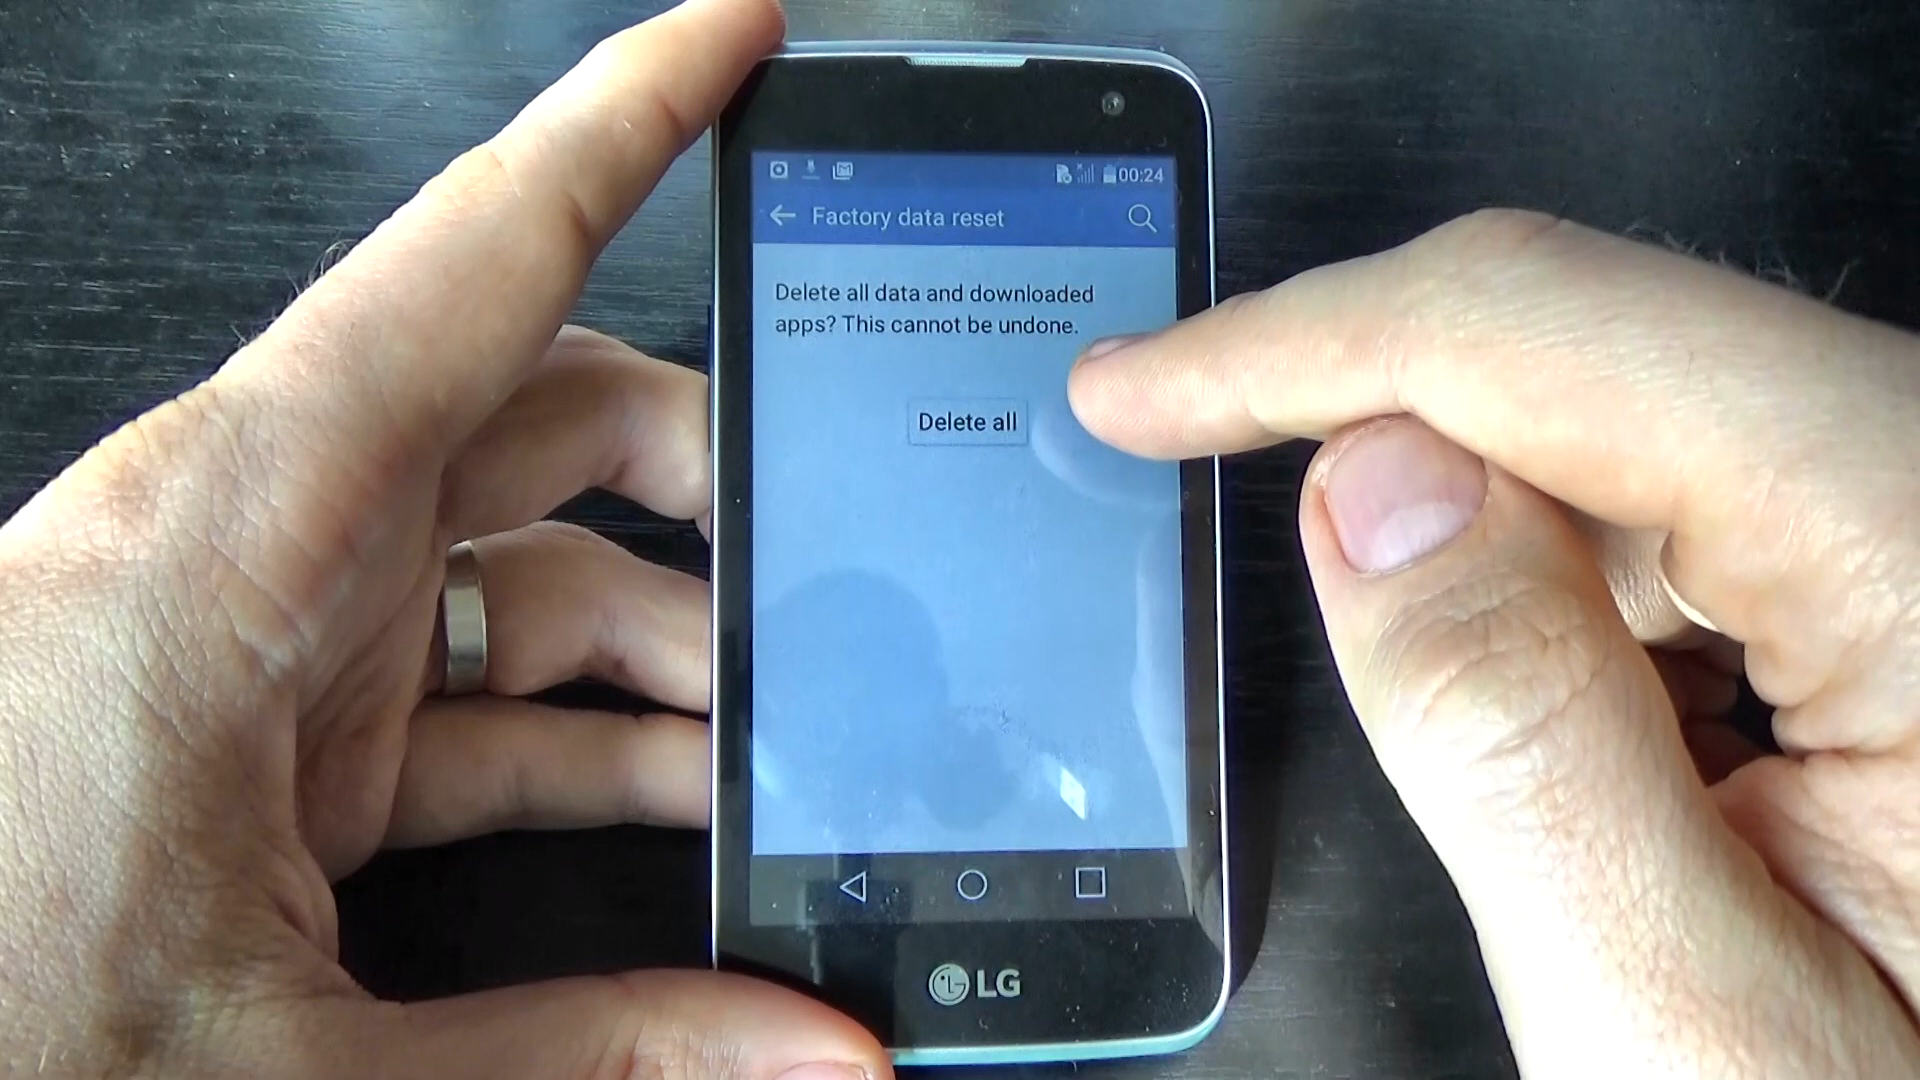 00:24
Factory data reset
Delete all data and downloaded
apps? This cannot be undone.
Delete all
LG